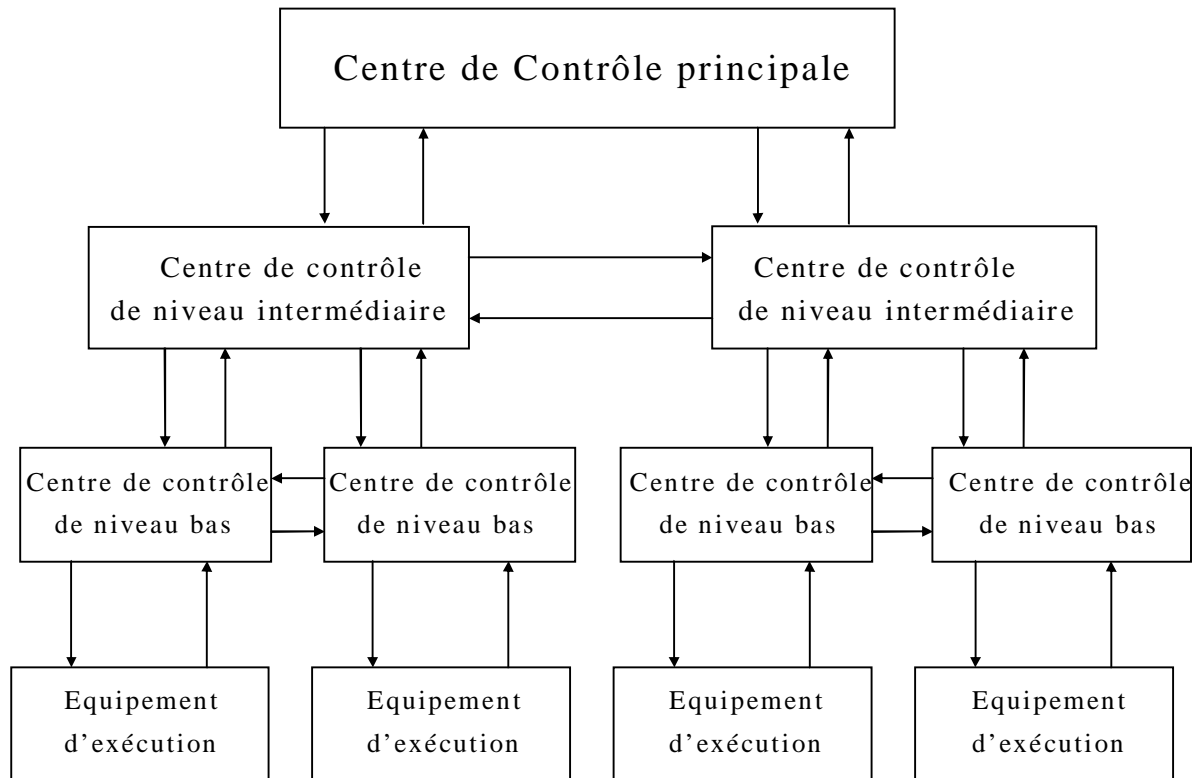 Centre de Contrôle principale
Centre de contrôle
de niveau intermédiaire
Centre de contrôle
de niveau intermédiaire
Centre de contrôle
de niveau bas
Centre de contrôle
de niveau bas
Centre de contrôle
de niveau bas
Centre de contrôle
de niveau bas
Equipement
d’exécution
Equipement
d’exécution
Equipement
d’exécution
Equipement
d’exécution